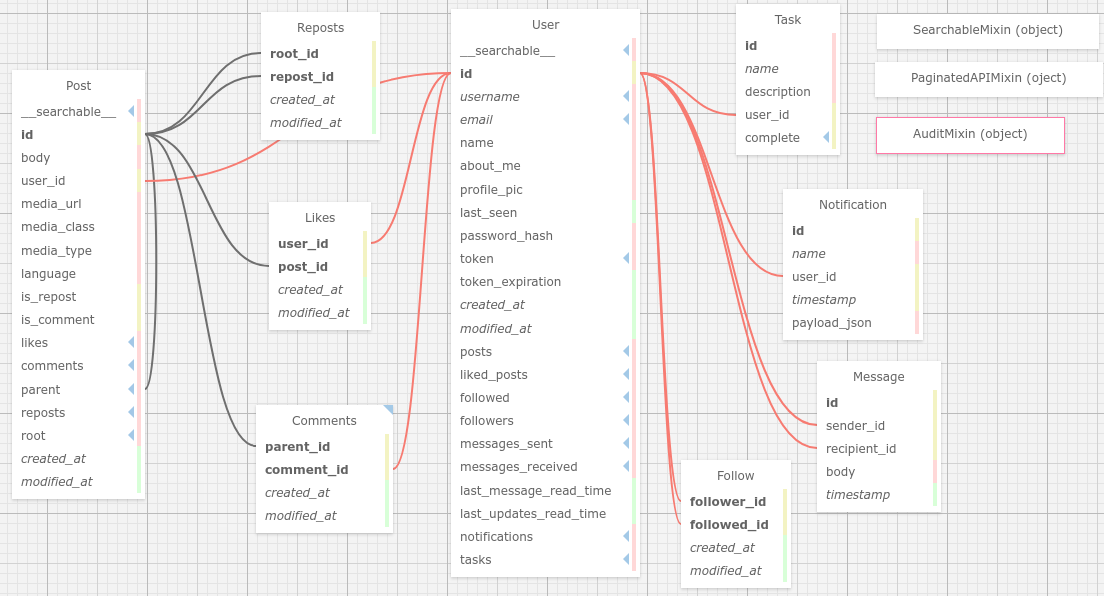 Post
__searchable__
id
body
user_id
media_url
media_class
media_type
language
is_repost
is_comment
likes
comments
parent
reposts
root
created_at
modified_at
Reposts
root_id
repost_id
created_at
modified_at
Likes
user_id
post_id
created_at
modified_at
Comments
parent_id
comment_id
created_at
modified_at
User
__searchable__
id
username
email
name
about_me
profile_pic
last_seen
password_hash
token
token_expiration
created_at
modified_at
posts
liked_posts
followed
followers
messages_sent
messages_received
last_message_read_time
last_updates_read_time
notifications
tasks
Task
id
name
description
user_id
complete
Notification
id
name
user_id
timestamp
payload_json
Message
id
sender_id
recipient_id
body
timestamp
Follow
follower_id
followed_id
created_at
modified_at
SearchableMixin (object)
PaginatedAPIMixin (oject)
AuditMixin (object)